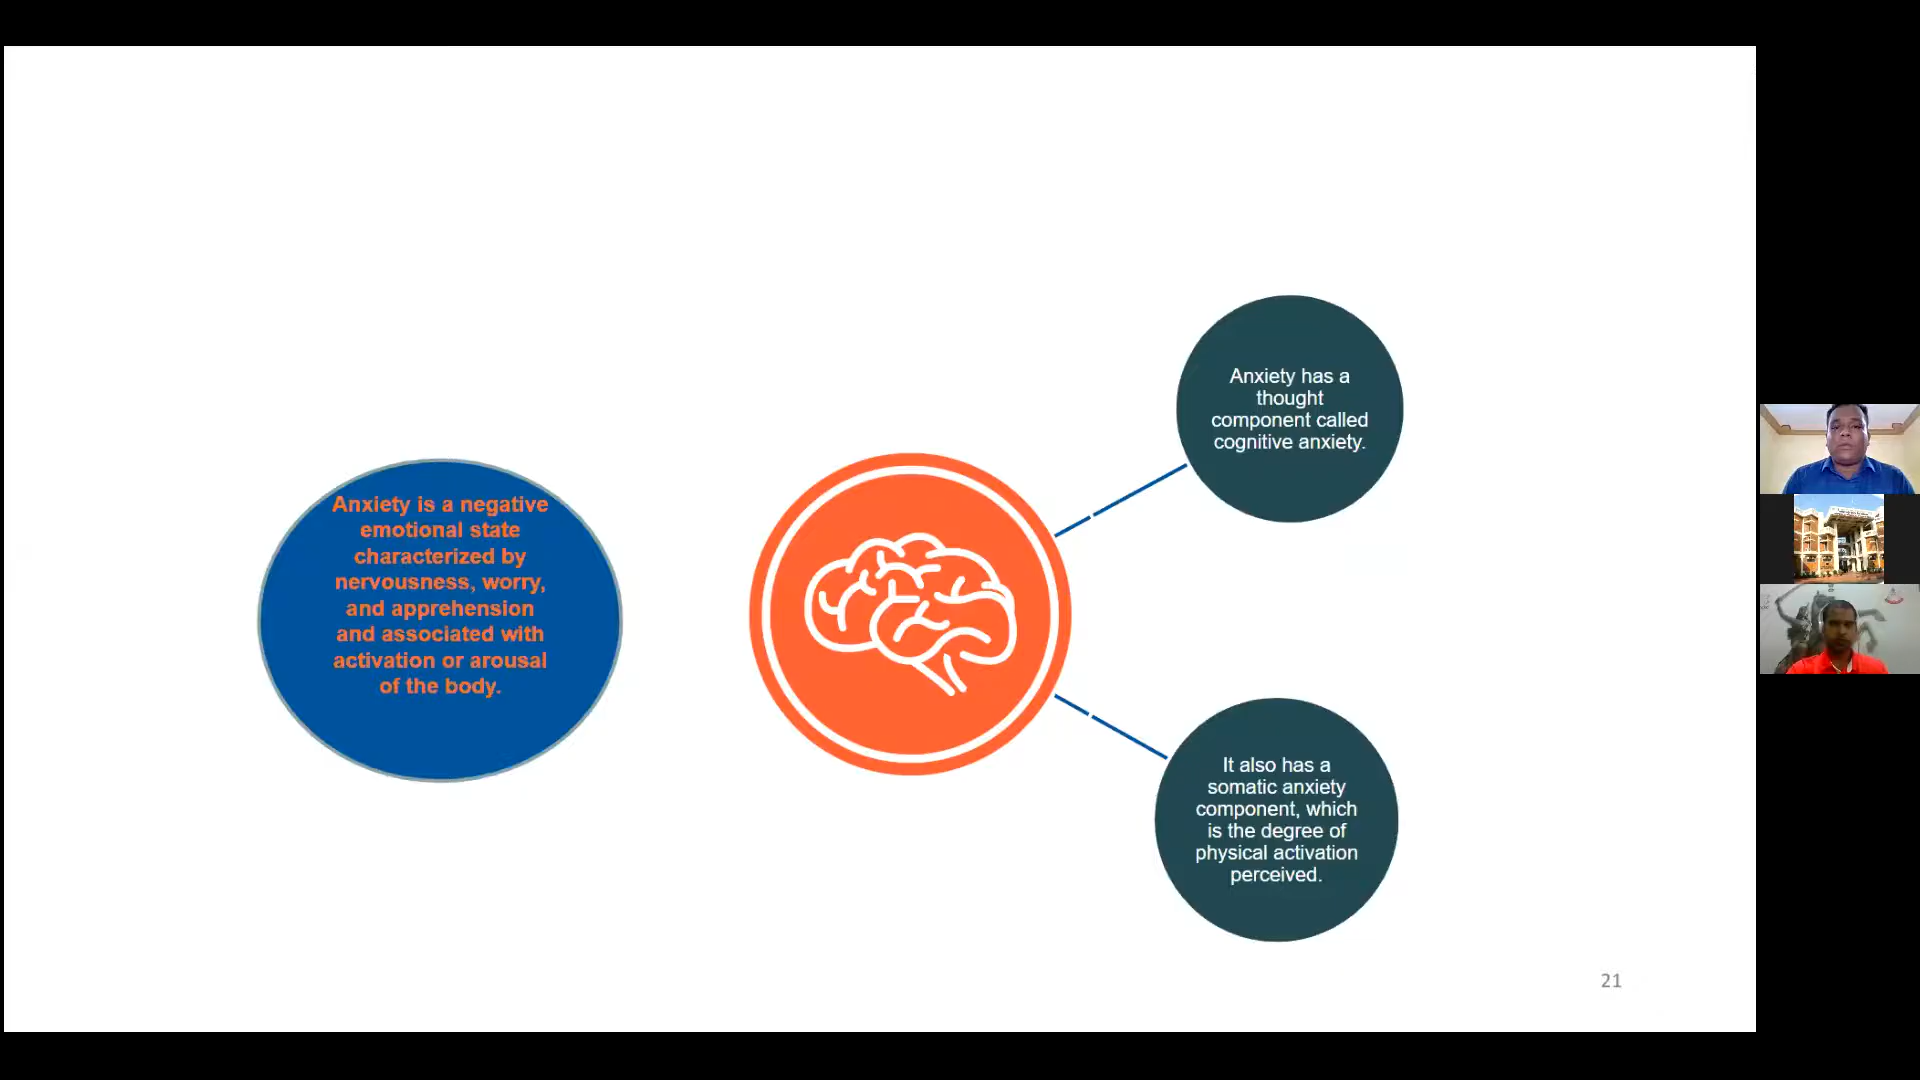 Anxiety is a negative
emotional state
characterized by
nervousness, worry,
and apprehension
and associated with
activation or arousal
of the body.
Anxiety has a
thought
component called
cognitive anxiety.
It also has a
somatic anxiety
component, which
is the degree of
physical activation
perceived.
21